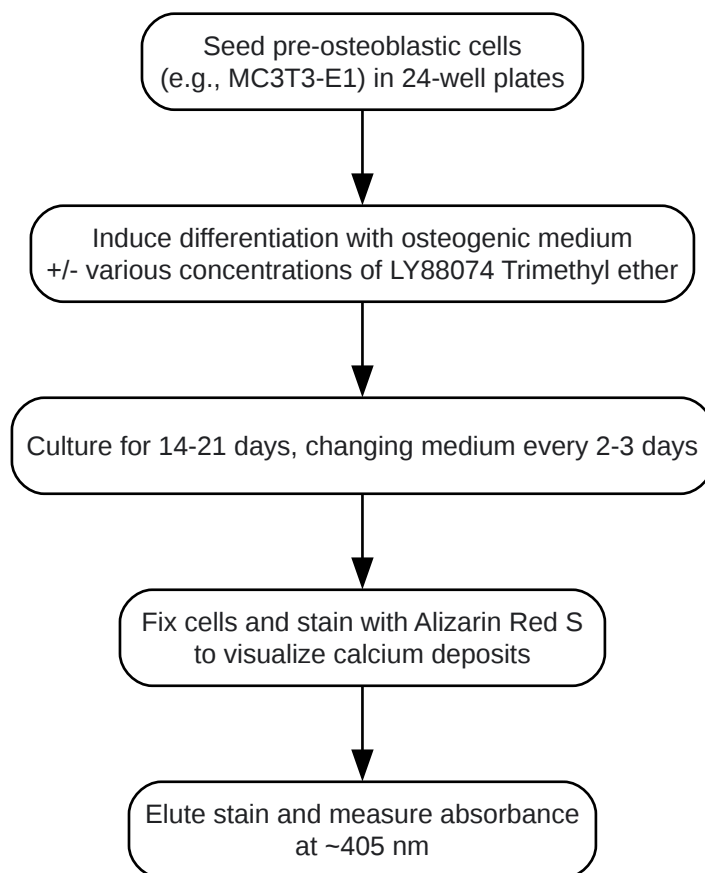 Seed pre-osteoblastic cells
(e.g., MC3T3-E1) in 24-well plates
Induce differentiation with osteogenic medium
+/- various concentrations of LY88074 Trimethyl ether
Culture for 14-21 days, changing medium every 2-3 days
Fix cells and stain with Alizarin Red S
to visualize calcium deposits
Elute stain and measure absorbance
at ~405 nm